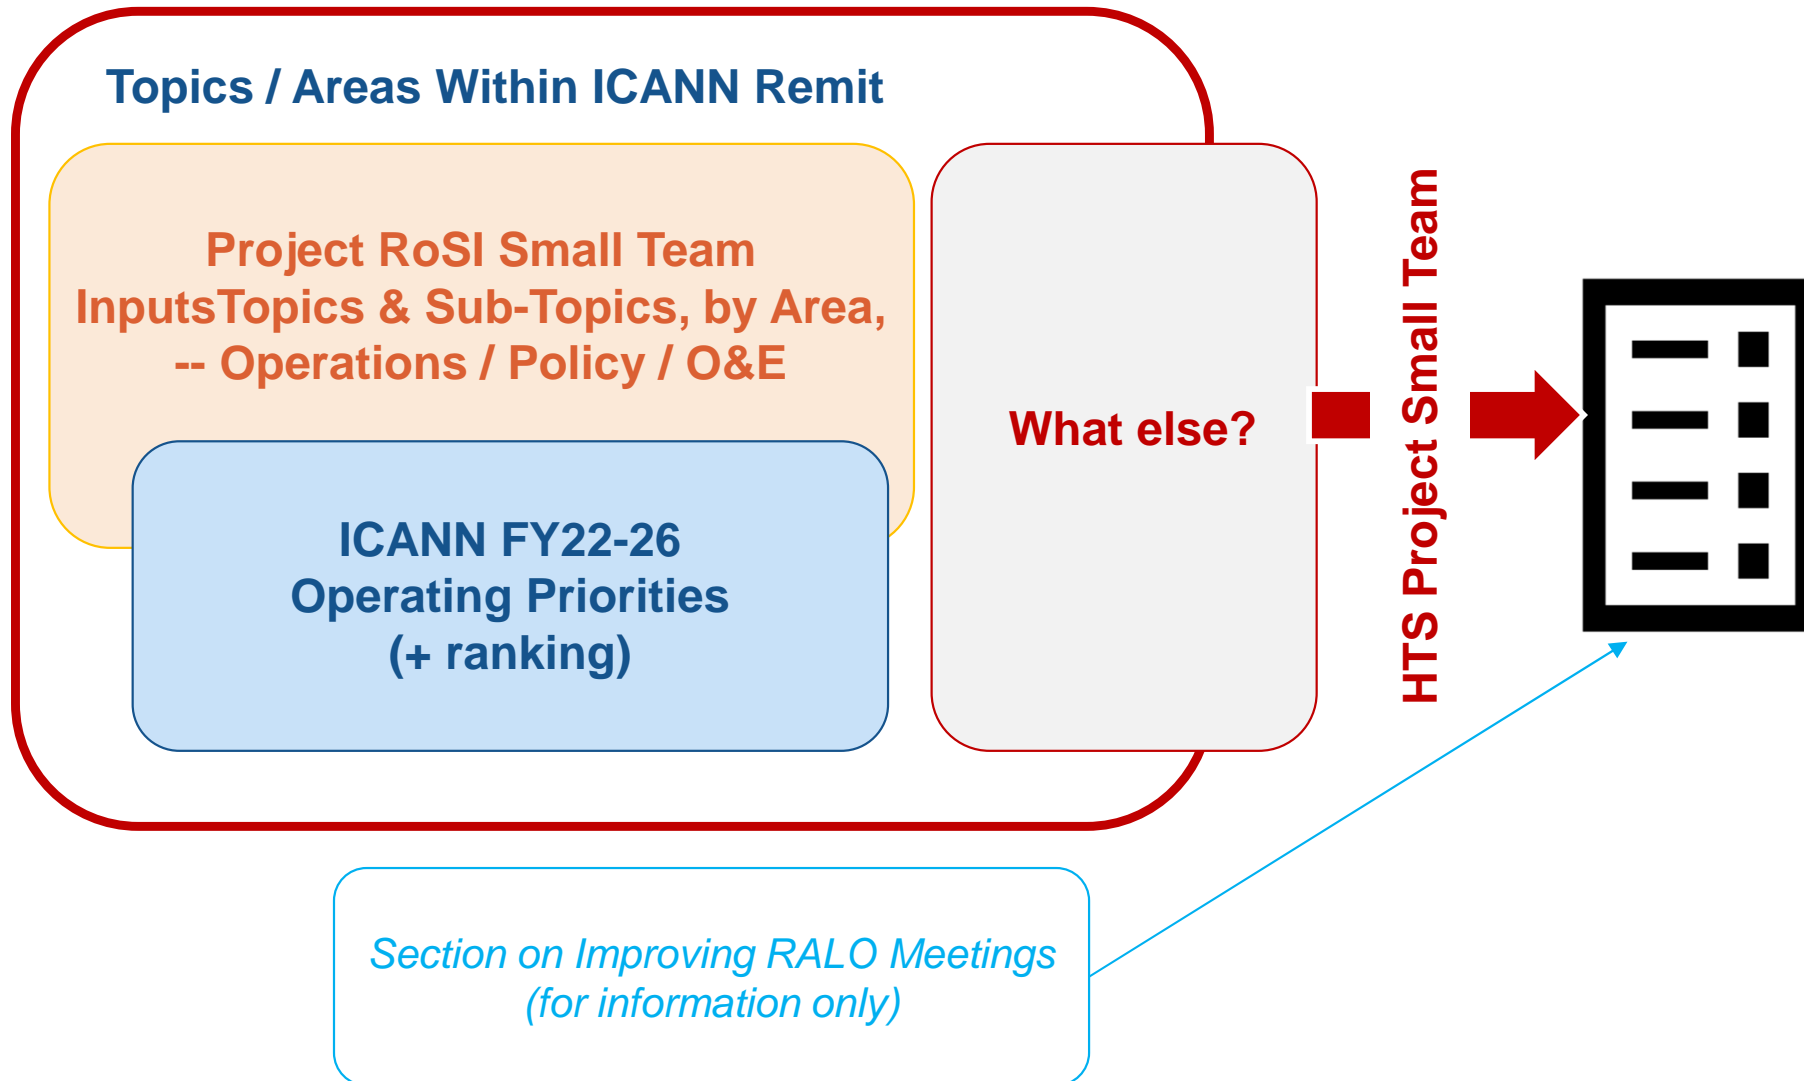 Topics / Areas Within ICANN Remit
Project RoSI Small Team
InputsTopics & Sub-Topics, by Area,
-- Operations / Policy / O&E
ICANN FY22-26
Operating Priorities
(+ ranking)
What else?
HTS Project Small Team
Section on Improving RALO Meetings
(for information only)